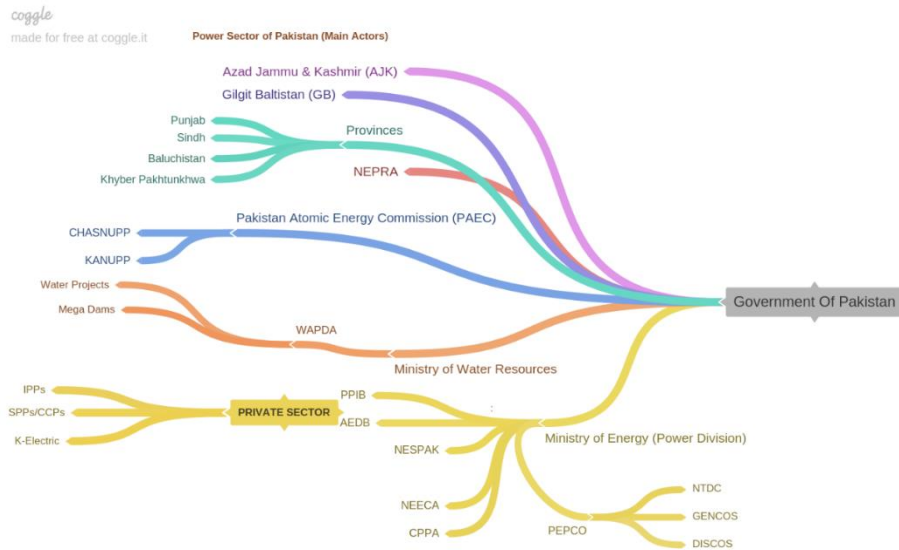 coggle
made for free at coggle.it
Power Sector of Pakistan (Main Actors)
Azad Jammu & Kashmir (AJK)
Gilgit Baltistan (GB)
Provinces
Punjab
Sindh
Baluchistan
Khyber Pakhtunkhwa
NEPRA
Pakistan Atomic Energy Commission (PAEC)
CHASNUPP
KANUPP
Government Of Pakistan
Water Projects
Mega Dams
WAPDA
Ministry of Water Resources
IPPs
SPPs/CCPs
K-Electric
PRIVATE SECTOR
PPIB
:
AEDB
Ministry of Energy (Power Division)
NESPAK
NEECA
CPPA
PEPCO
NTDC
GENCOS
DISCOS